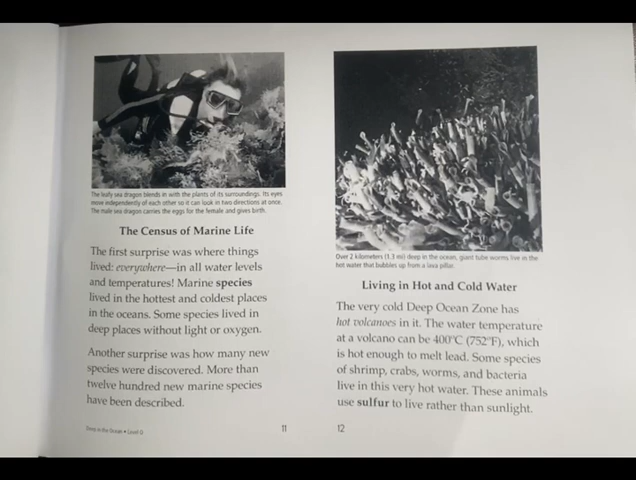 The leafy sea dragon blends in with the plants of its surroundings. Its eyes
move independently of each other so it can look in two directions at once.
The male sea dragon carries the eggs for the female and gives birth.
The Census of Marine Life
The first surprise was where things
lived: everywhere—in all water levels
and temperatures! Marine species
lived in the hottest and coldest places
in the oceans. Some species lived in
deep places without light or oxygen.
Another surprise was how many new
species were discovered. More than
twelve hundred new marine species
have been described.
Deep in the Ocean • Level Q
11
Over 2 kilometers (1.3 mi) deep in the ocean, giant tube worms live in the
hot water that bubbles up from a lava pillar.
Living in Hot and Cold Water
The very cold Deep Ocean Zone has
hot volcanoes in it. The water temperature
at a volcano can be 400°C (752°F), which
is hot enough to melt lead. Some species
of shrimp, crabs, worms, and bacteria
live in this very hot water. These animals
use sulfur to live rather than sunlight.
12